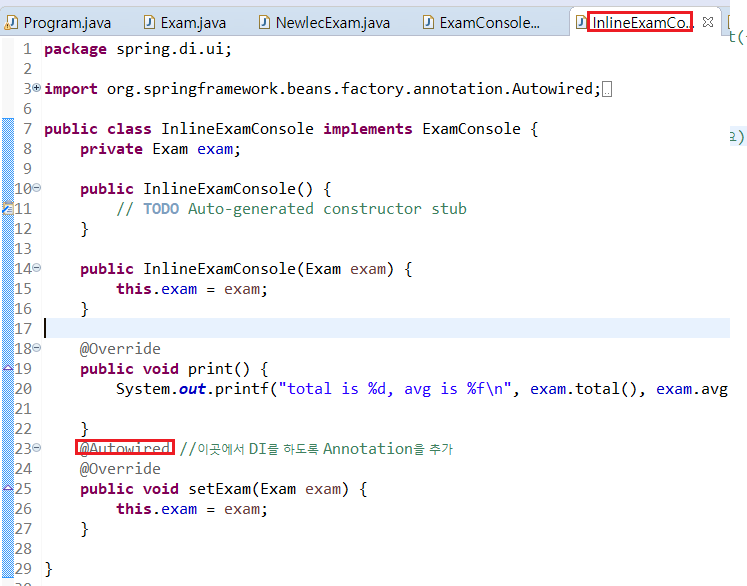 Program.java Exam.java NewlecExam.java ExamConsole... InlineExamCo...
1 package spring.di.ui;
2
3 import org.springframework.beans.factory.annotation.Autowired;
6
7 public class InlineExamConsole implements ExamConsole {
8 private Exam exam;
9
10 public InlineExamConsole() {
11 // TODO Auto-generated constructor stub
12 }
13
14 public InlineExamConsole(Exam exam) {
15 this.exam = exam;
16 }
17
18 @Override
19 public void print() {
20 System.out.printf("total is %d, avg is %f\n", exam.total(), exam.avg
21
22 }
23 @Autowired //이곳에서 DI를 하도록 Annotation을 추가
24 @Override
25 public void setExam(Exam exam) {
26 this.exam = exam;
27 }
28
29 }